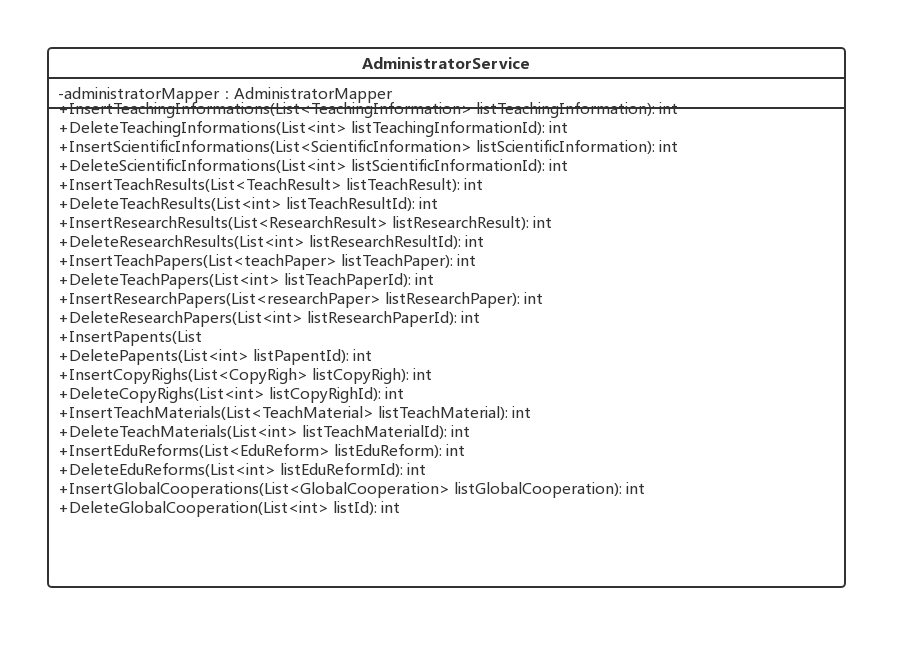 AdministratorService
-administratorMapper : AdministratorMapper
+InsertTeachingInformations(List<TeachingInformation> listTeachingInformation): int
+DeleteTeachingInformations(List<int> listTeachingInformationId): int
+InsertScientificInformations(List<ScientificInformation> listScientificInformation): int
+DeleteScientificInformations(List<int> listScientificInformationId): int
+InsertTeachResults(List<TeachResult> listTeachResult): int
+DeleteTeachResults(List<int> listTeachResultId): int
+InsertResearchResults(List<ResearchResult> listResearchResult): int
+DeleteResearchResults(List<int> listResearchResultId): int
+InsertTeachPapers(List<teachPaper> listTeachPaper): int
+DeleteTeachPapers(List<int> listTeachPaperId): int
+InsertResearchPapers(List<researchPaper> listResearchPaper): int
+DeleteResearchPapers(List<int> listResearchPaperId): int
+InsertPapents(List
+DeletePapents(List<int> listPapentId): int
+InsertCopyRighs(List<CopyRigh> listCopyRigh): int
+DeleteCopyRighs(List<int> listCopyRighId): int
+InsertTeachMaterials(List<TeachMaterial> listTeachMaterial): int
+DeleteTeachMaterials(List<int> listTeachMaterialId): int
+InsertEduReforms(List<EduReform> listEduReform): int
+DeleteEduReforms(List<int> listEduReformId): int
+InsertGlobalCooperations(List<GlobalCooperation> listGlobalCooperation): int
+DeleteGlobalCooperation(List<int> listId): int